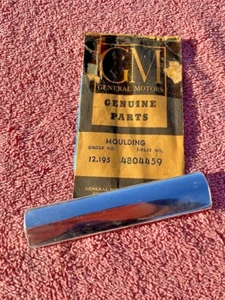 GM
GENERAL MOTORS
GENUINE
PARTS
MOULDING
GROUP NO. PART NO.
12.195 4804459
GENERAL